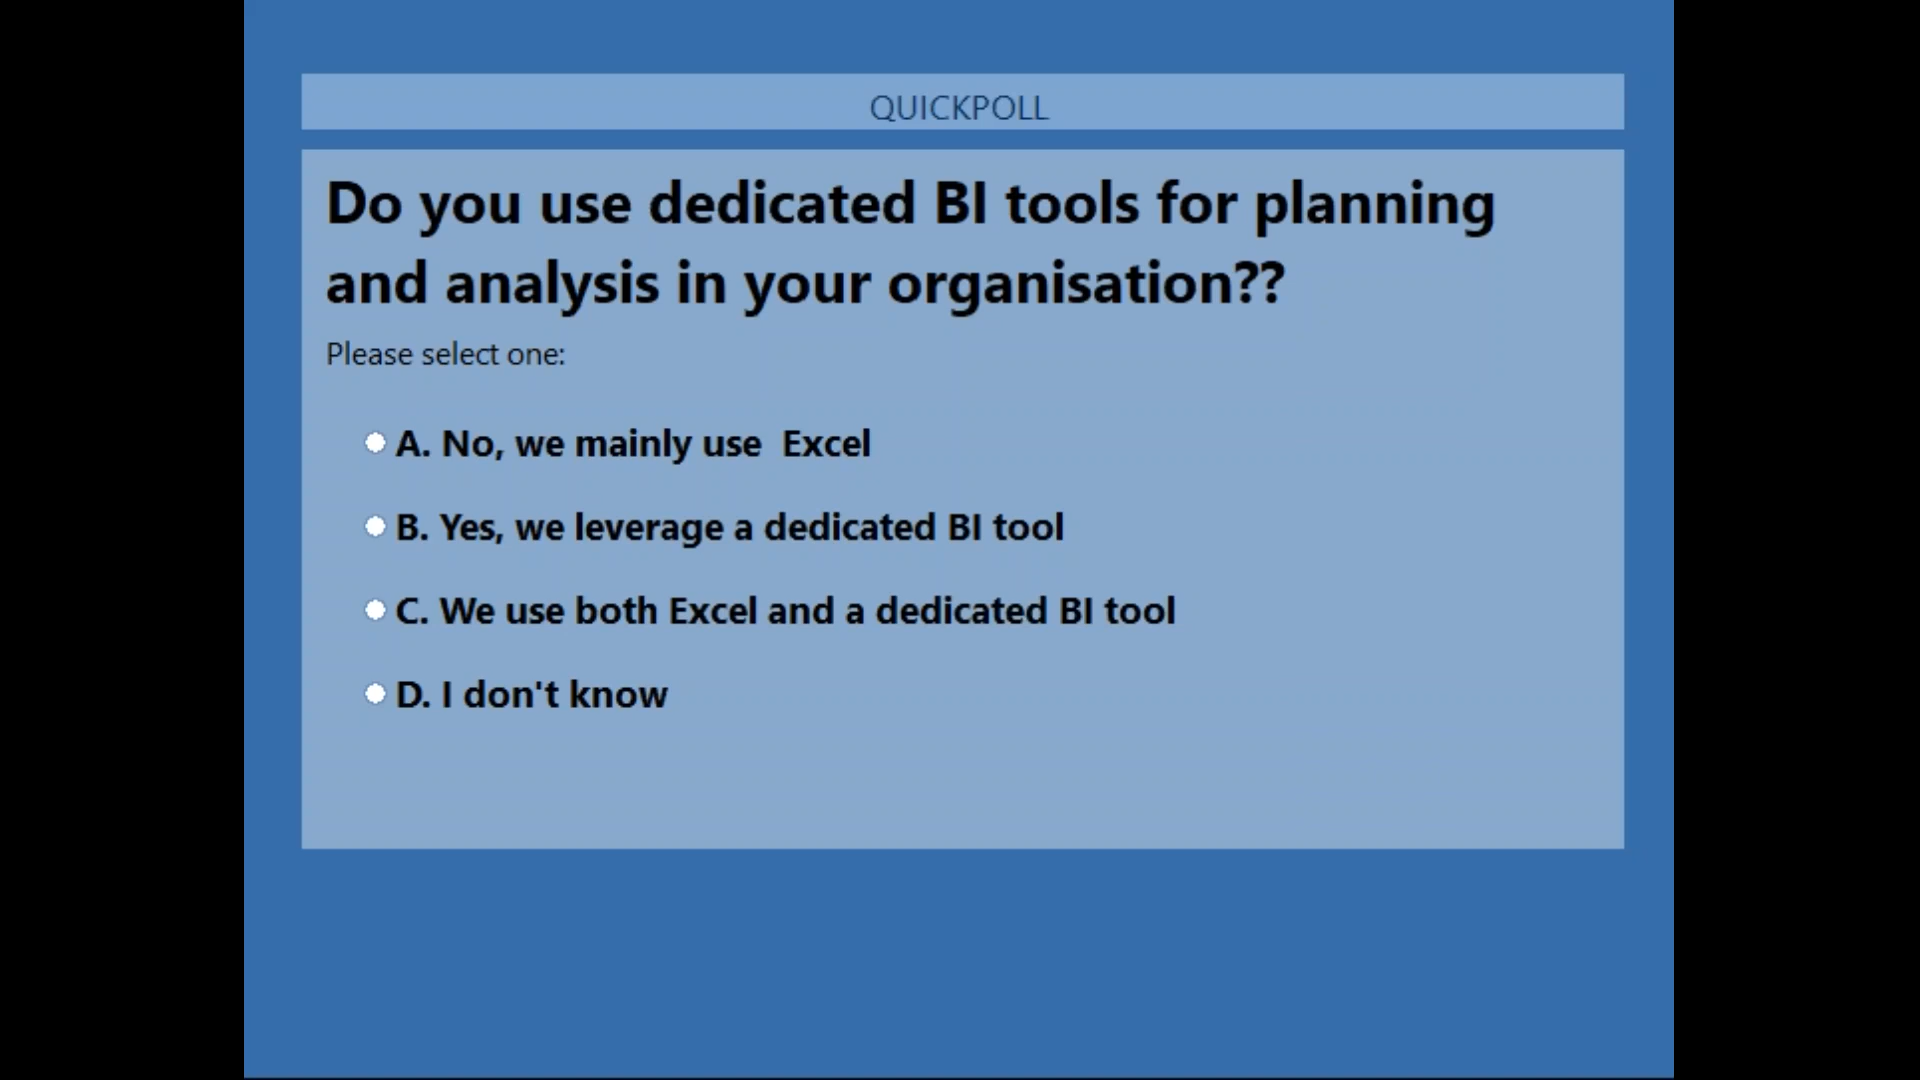 QUICKPOLL
Do you use dedicated BI tools for planning
and analysis in your organisation??
Please select one:
A. No, we mainly use  Excel
B. Yes, we leverage a dedicated BI tool
C. We use both Excel and a dedicated BI tool
D. I don't know